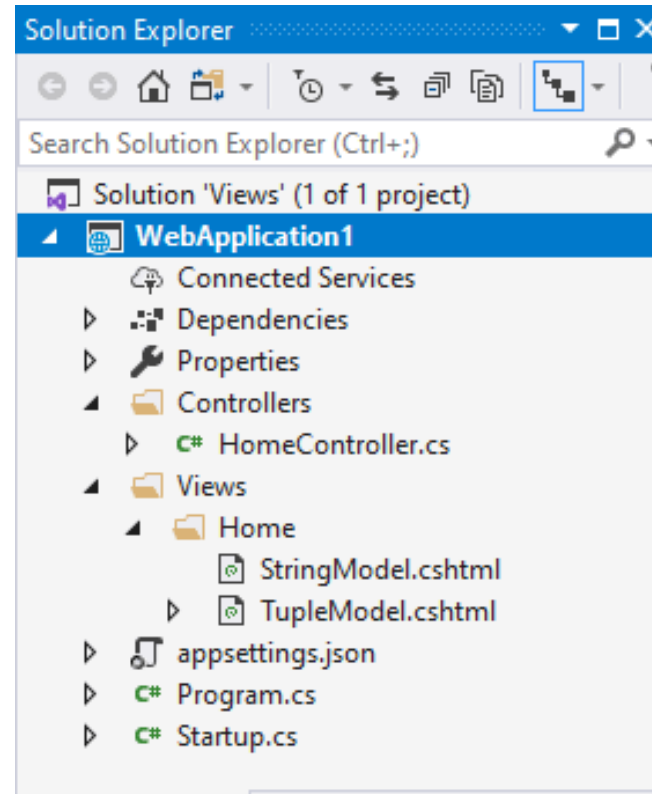 Solution Explorer
Search Solution Explorer (Ctrl+;)
Solution 'Views' (1 of 1 project)
WebApplication1
Connected Services
Dependencies
Properties
Controllers
C# HomeController.cs
Views
Home
StringModel.cshtml
TupleModel.cshtml
appsettings.json
C# Program.cs
C# Startup.cs